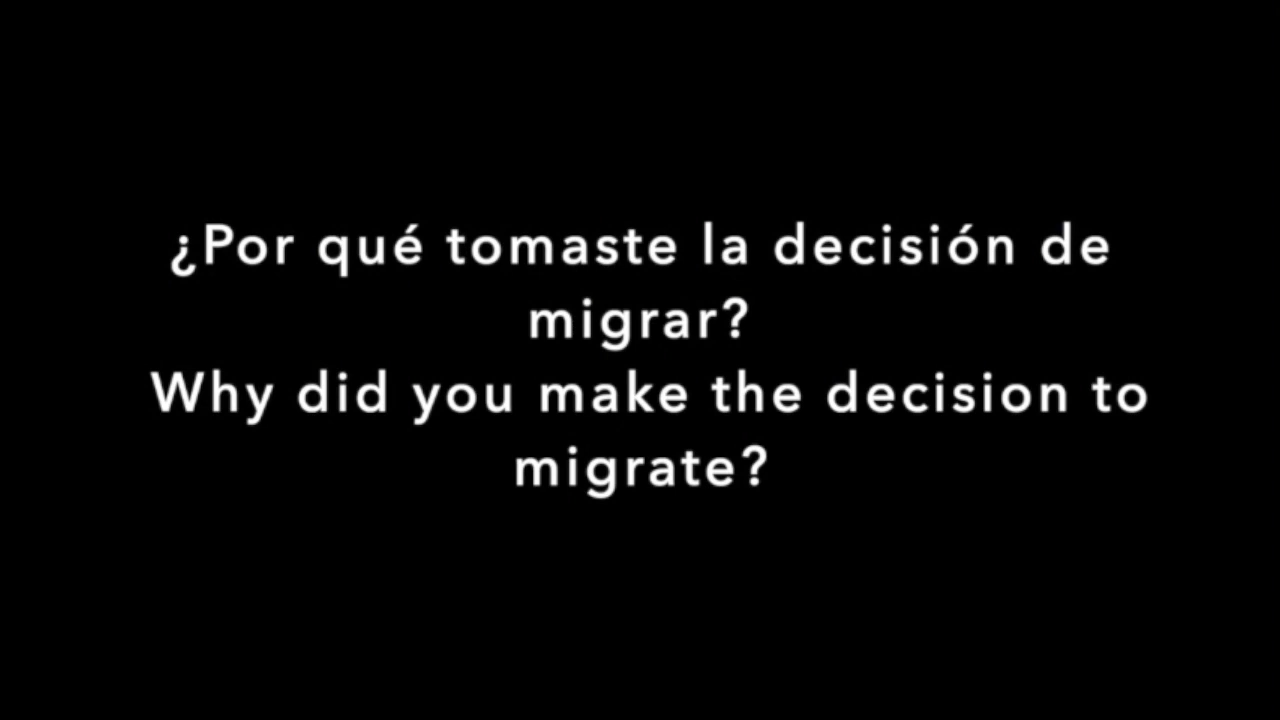 ¿Por qué tomaste la decisión de
migrar?
Why did you make the decision to
migrate?